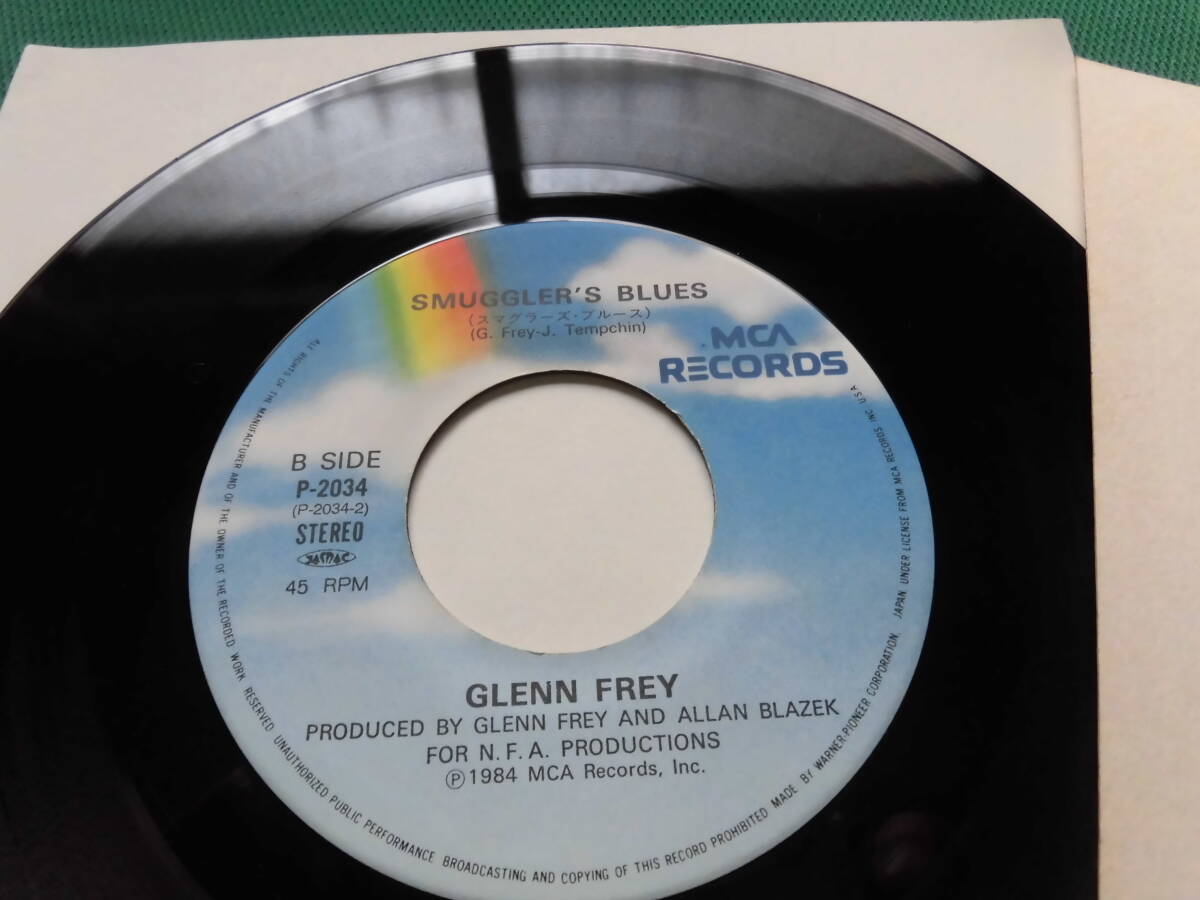 SMUGGLER'S BLUES
(スマグラーズ・ブルース)
(G. Frey-J. Tempchin)
MCA
RECORDS
B SIDE
P-2034
(P-2034-2)
STEREO
45 RPM
GLENN FREY
PRODUCED BY GLENN FREY AND ALLAN BLAZEK
FOR N.F.A. PRODUCTIONS
Ⓟ1984 MCA Records, Inc.
ALL RIGHTS OF THE MANUFACTURER AND OF THE OWNER OF THE RECORDED WORK RESERVED UNAUTHORIZED PUBLIC PERFORMANCE BROADCASTING AND COPYING OF THIS RECORD PROHIBITED MADE BY WARNER-PIONEER CORPORATION, JAPAN UNDER LICENSE FROM MCA RECORDS INC USA